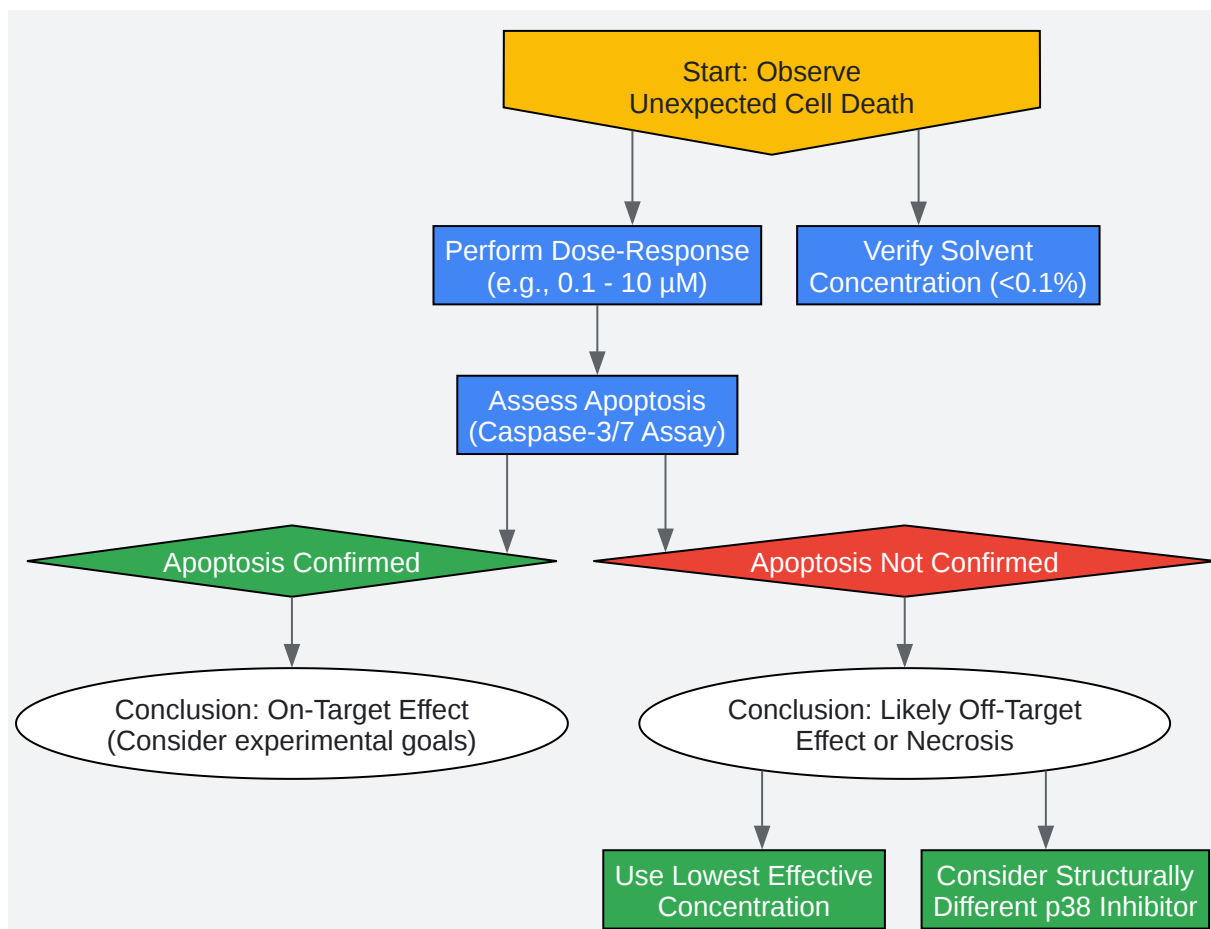 Start: Observe
Unexpected Cell Death
Perform Dose-Response
(e.g., 0.1 - 10 µM)
Verify Solvent
Concentration (<0.1%)
Assess Apoptosis
(Caspase-3/7 Assay)
Apoptosis Confirmed
Apoptosis Not Confirmed
Conclusion: On-Target Effect
(Consider experimental goals)
Conclusion: Likely Off-Target
Effect or Necrosis
Use Lowest Effective
Concentration
Consider Structurally
Different p38 Inhibitor